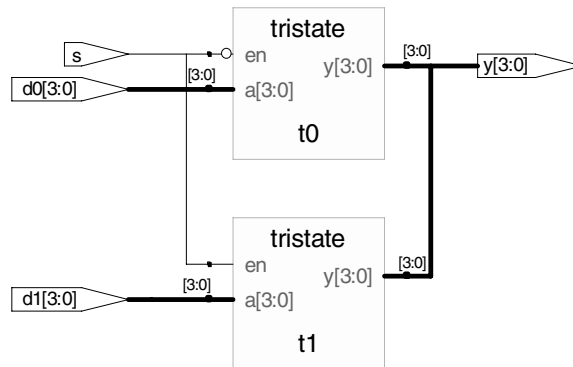 tristate
s
en
[3:0]
y[3:0]
[3:0]
y[3:0]
d0[3:0]
a[3:0]
t0
tristate
en
y[3:0]
[3:0]
[3:0]
d1[3:0]
a[3:0]
t1